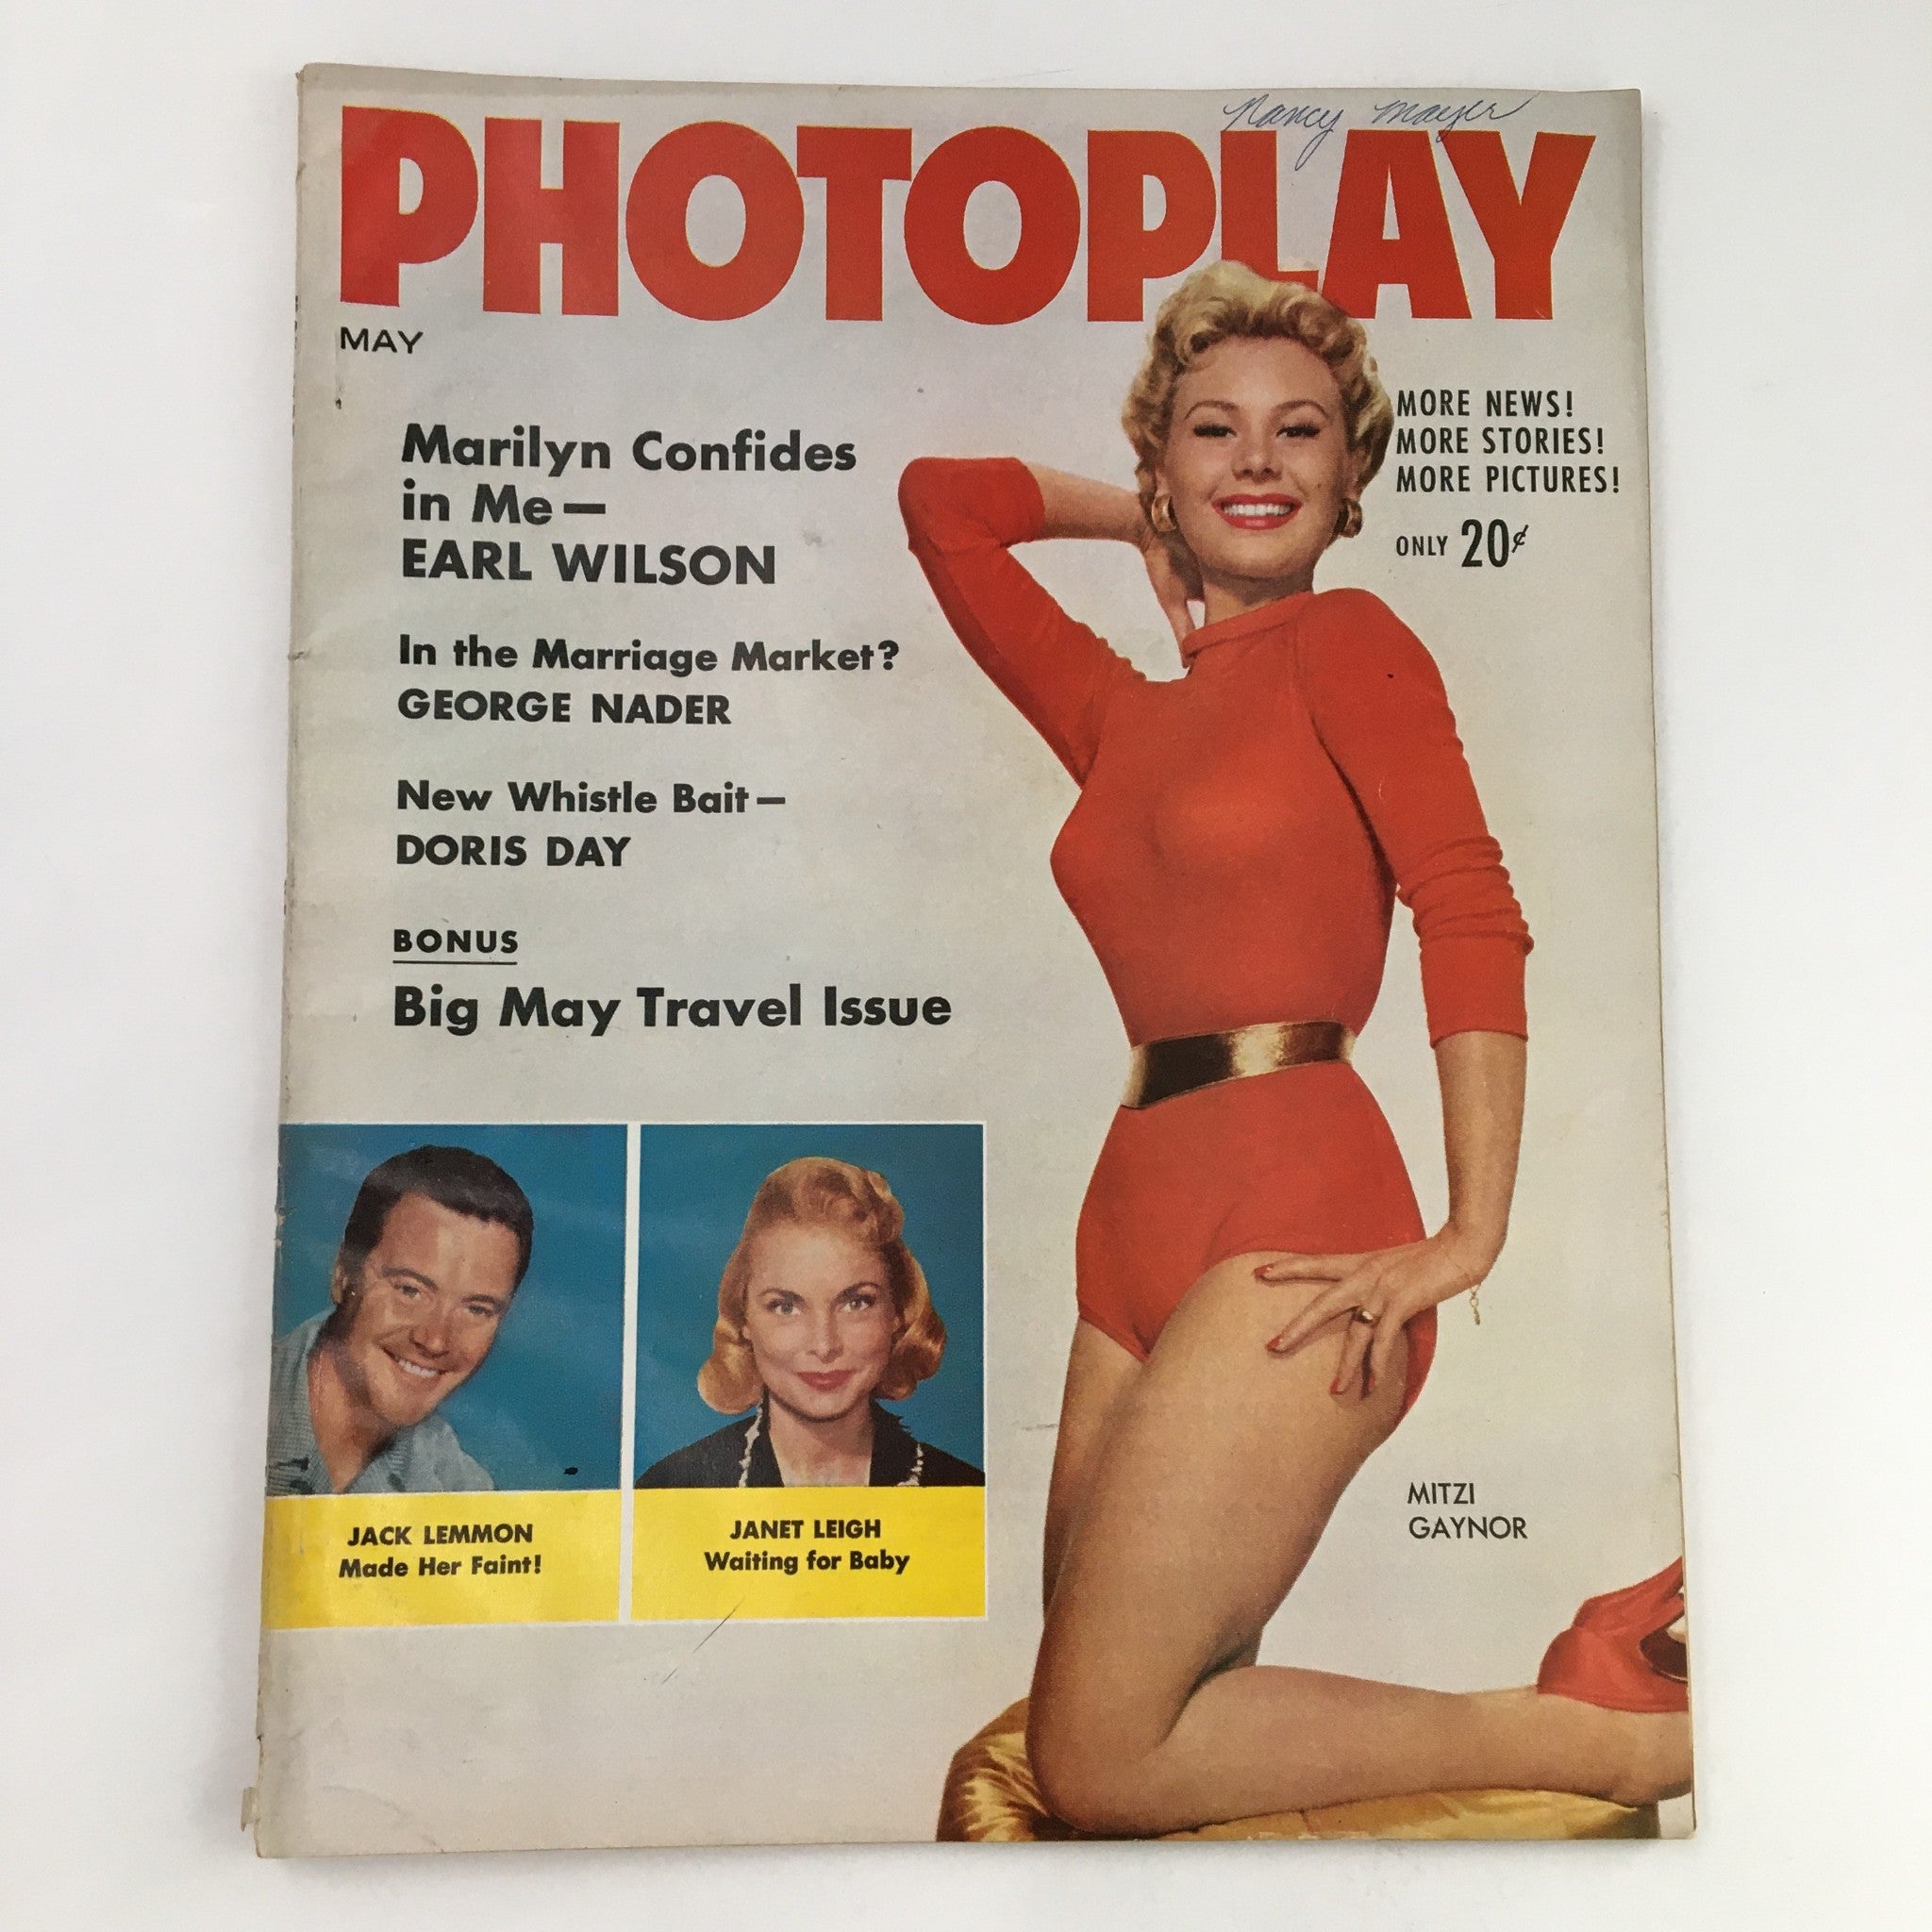 Nancy Mayer
PHOTOPLAY
MAY
Marilyn Confides
in Me—
EARL WILSON
In the Marriage Market?
GEORGE NADER
New Whistle Bait—
DORIS DAY
BONUS
Big May Travel Issue
MORE NEWS!
MORE STORIES!
MORE PICTURES!
ONLY 20¢
JACK LEMMON
Made Her Faint!
JANET LEIGH
Waiting for Baby
MITZI
GAYNOR